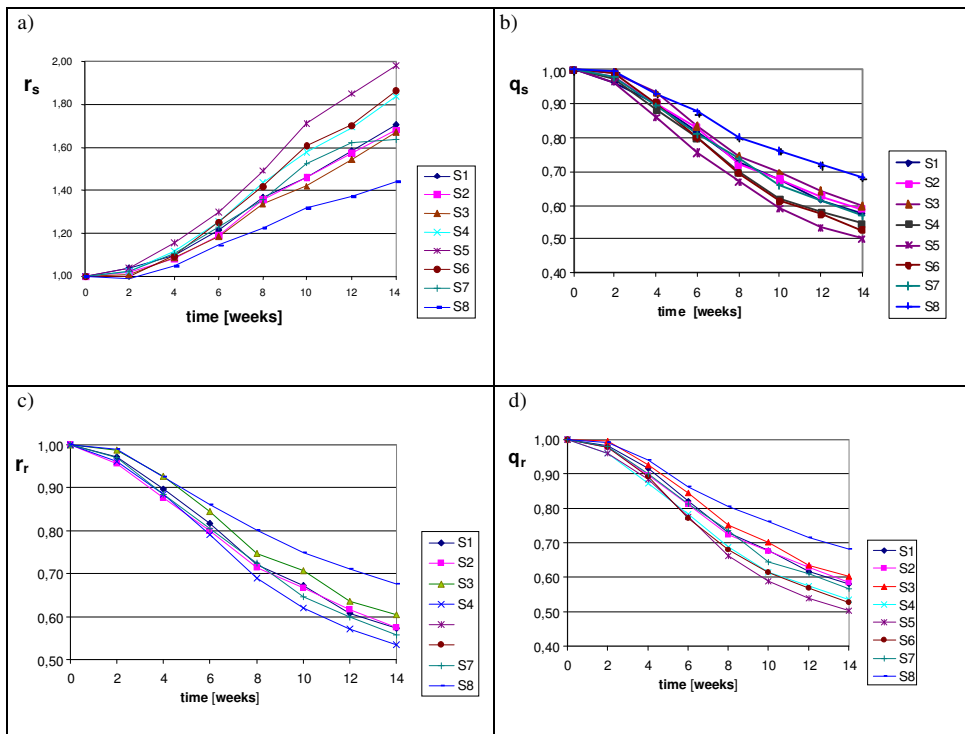 a)
r_s
2,00
1,80
1,60
1,40
1,20
1,00
0 2 4 6 8 10 12 14
time [weeks]
S1
S2
S3
S4
S5
S6
S7
S8
b)
q_s
1,00
0,90
0,80
0,70
0,60
0,50
0,40
0 2 4 6 8 10 12 14
time [weeks]
S1
S2
S3
S4
S5
S6
S7
S8
c)
r_r
1,00
0,90
0,80
0,70
0,60
0,50
0 2 4 6 8 10 12 14
time [weeks]
S1
S2
S3
S4
S7
S8
d)
q_r
1,00
0,90
0,80
0,70
0,60
0,50
0,40
0 2 4 6 8 10 12 14
time [weeks]
S1
S2
S3
S4
S5
S6
S7
S8